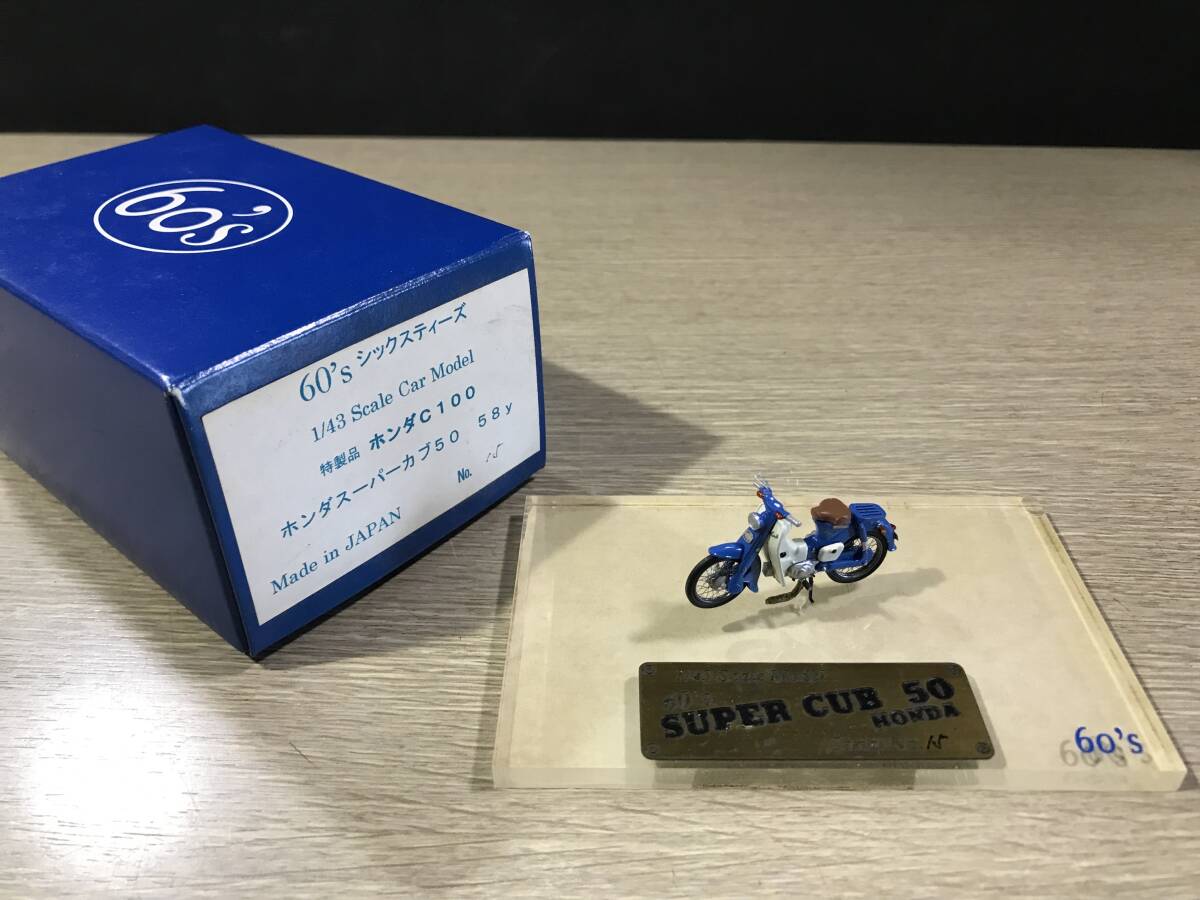 60's
60's シックスティーズ
1/43 Scale Car Model
特製品 ホンダC100
ホンダスーパーカブ50 58y
No. 15
Made in JAPAN
SUPER CUB 50
HONDA
15
60's